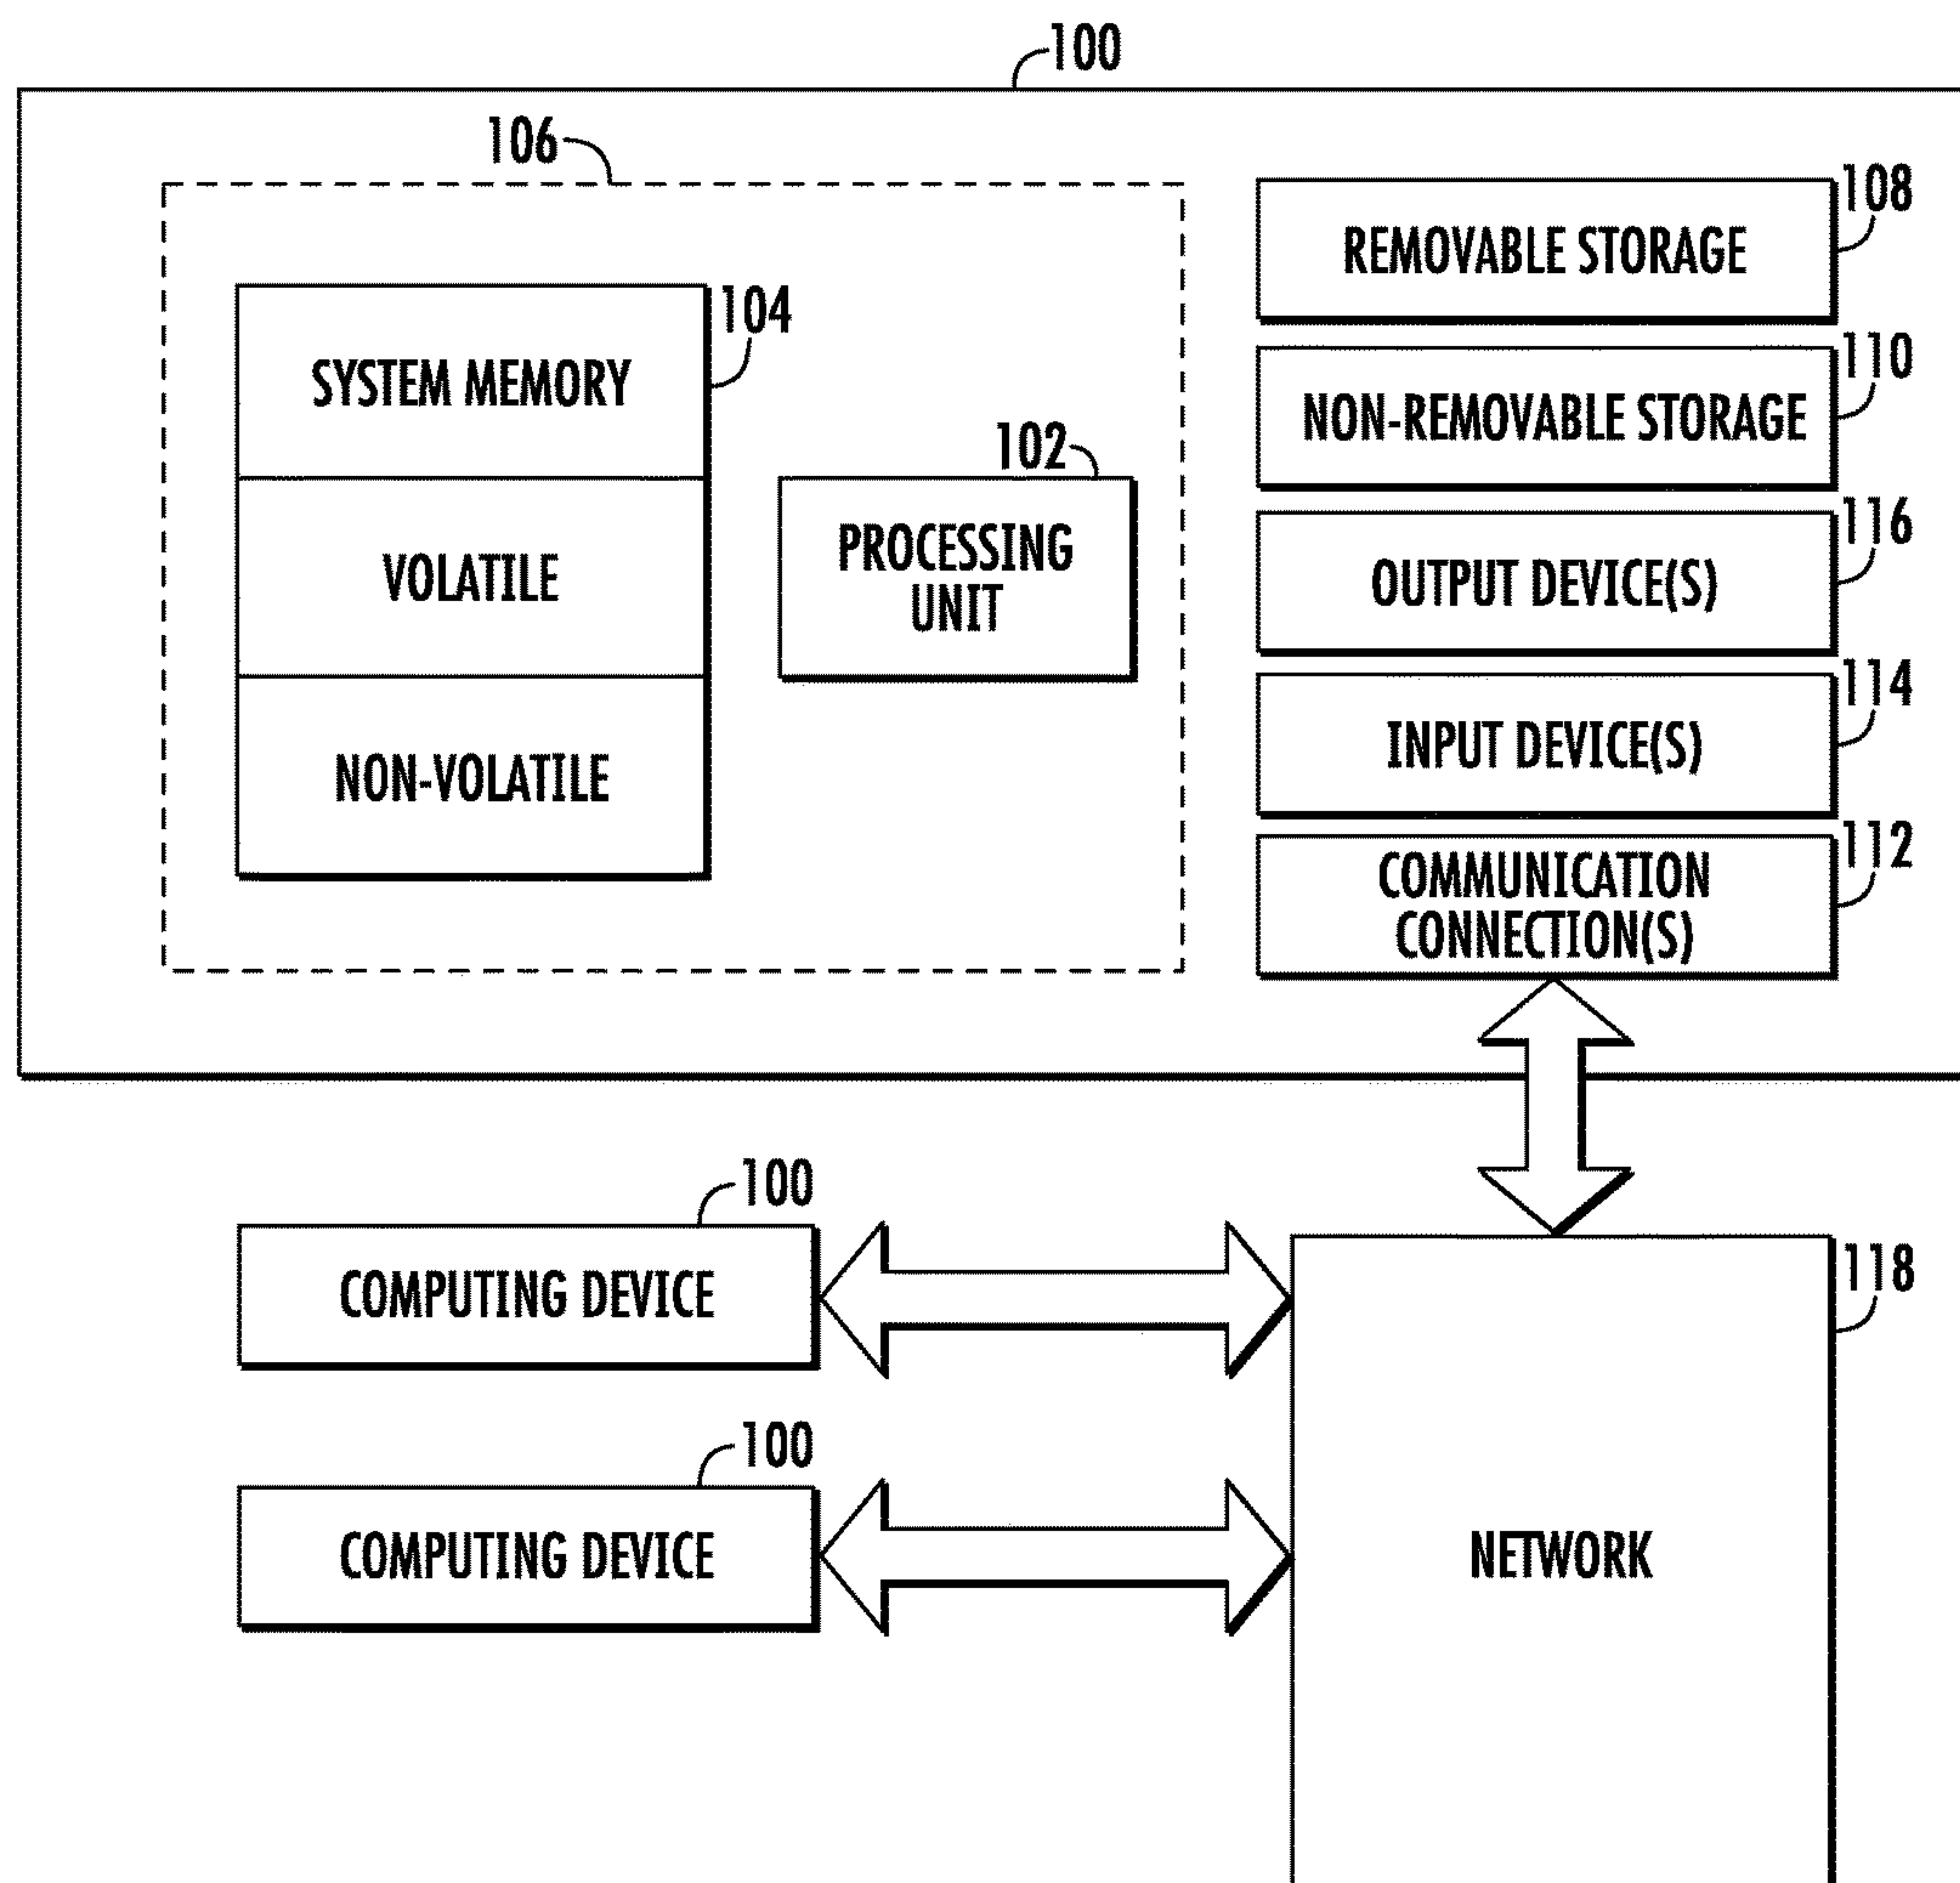 100
106
108
REMOVABLE STORAGE
104
SYSTEM MEMORY
110
NON-REMOVABLE STORAGE
102
PROCESSING
UNIT
VOLATILE
116
OUTPUT DEVICE(S)
NON-VOLATILE
114
INPUT DEVICE(S)
112
COMMUNICATION
CONNECTION(S)
100
COMPUTING DEVICE
118
100
COMPUTING DEVICE
NETWORK